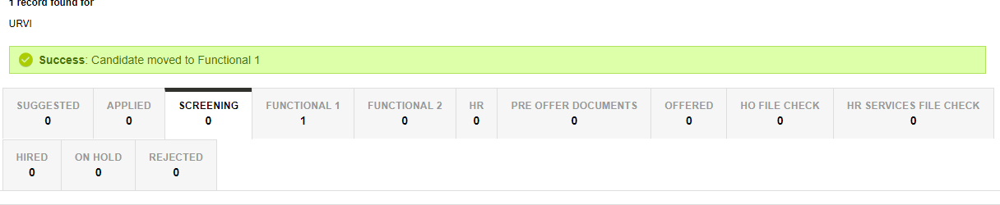 1 record found for
URVI
Success: Candidate moved to Functional 1
SUGGESTED APPLIED SCREENING FUNCTIONAL 1 FUNCTIONAL 2 HR PRE OFFER DOCUMENTS OFFERED HO FILE CHECK HR SERVICES FILE CHECK
0 0 0 1 0 0 0 0 0 0
HIRED ON HOLD REJECTED
0 0 0